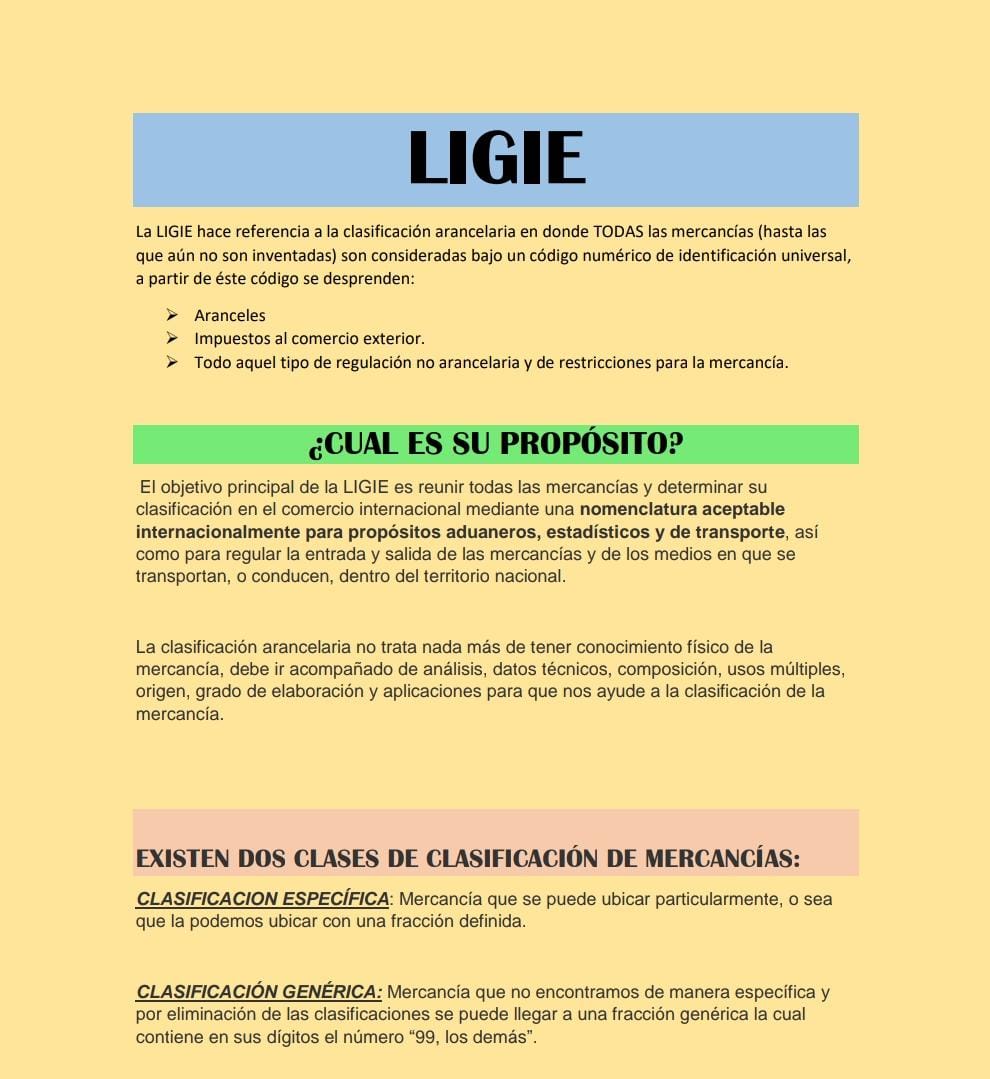 LIGIE
La LIGIE hace referencia a la clasificación arancelaria en donde TODAS las mercancías (hasta las
que aún no son inventadas) son consideradas bajo un código numérico de identificación universal,
a partir de éste código se desprenden:
➢ Aranceles
➢ Impuestos al comercio exterior.
➢ Todo aquel tipo de regulación no arancelaria y de restricciones para la mercancía.
¿CUAL ES SU PROPÓSITO?
El objetivo principal de la LIGIE es reunir todas las mercancías y determinar su
clasificación en el comercio internacional mediante una nomenclatura aceptable
internacionalmente para propósitos aduaneros, estadísticos y de transporte, así
como para regular la entrada y salida de las mercancías y de los medios en que se
transportan, o conducen, dentro del territorio nacional.
La clasificación arancelaria no trata nada más de tener conocimiento físico de la
mercancía, debe ir acompañado de análisis, datos técnicos, composición, usos múltiples,
origen, grado de elaboración y aplicaciones para que nos ayude a la clasificación de la
mercancía.
EXISTEN DOS CLASES DE CLASIFICACIÓN DE MERCANCÍAS:
CLASIFICACION ESPECÍFICA: Mercancía que se puede ubicar particularmente, o sea
que la podemos ubicar con una fracción definida.
CLASIFICACIÓN GENÉRICA: Mercancía que no encontramos de manera específica y
por eliminación de las clasificaciones se puede llegar a una fracción genérica la cual
contiene en sus dígitos el número “99, los demás”.